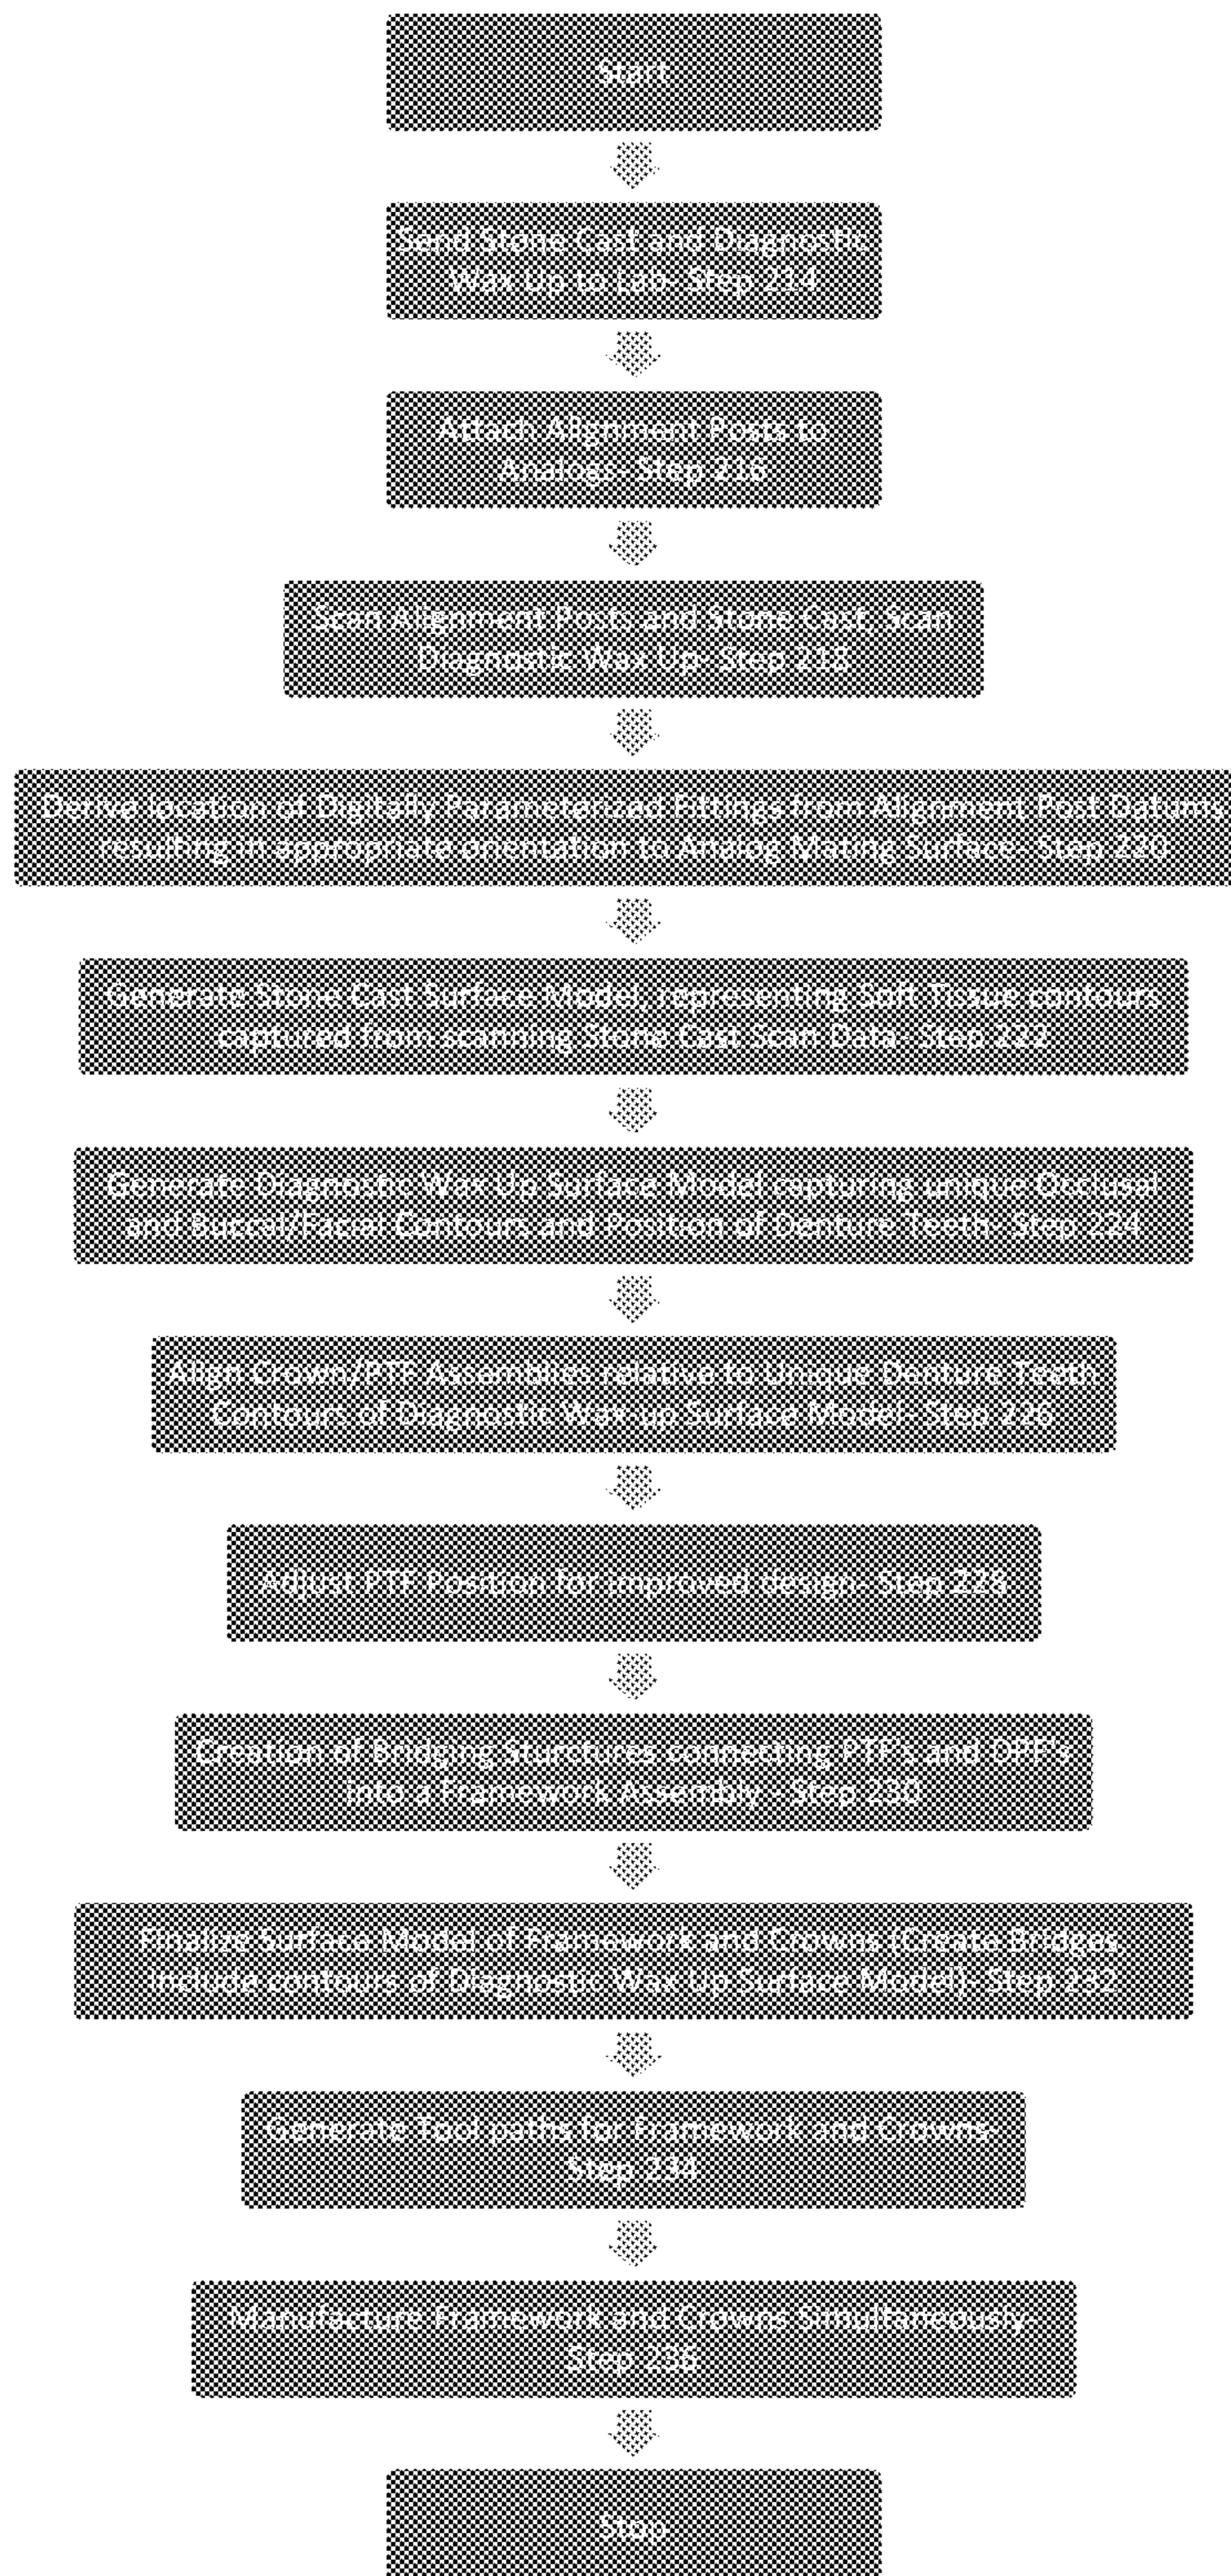 Start
Send Stone Cast and Diagnostic
Wax Up to Lab- Step 214
Attach Alignment Posts to
Analogs- Step 216
Scan Alignment Posts and Stone Cast, Scan
Diagnostic Wax Up- Step 218
Derive location of Digitally Parameterized Fittings from Alignment Post Datums
resulting in appropriate orientation to Analog Mating Surface- Step 220
Generate Stone Cast Surface Model, representing Soft Tissue contours
captured from scanning Stone Cast Scan Data- Step 222
Generate Diagnostic Wax Up Surface Model capturing unique Occlusal
and Buccal/Facial Contours and Position of Denture Teeth- Step 224
Align Crown/PTF Assemblies relative to Unique Denture Teeth
Contours of Diagnostic Wax up Surface Model- Step 226
Adjust PTF Position for improved design- Step 228
Creation of Bridging Sturctures connecting PTF's and DPF's
into a Framework Assembly - Step 230
Finalize Surface Model of Framework and Crowns (Create Bridges
include contours of Diagnostic Wax Up Surface Model)- Step 232
Generate Tool paths for Framework and Crowns-
Step 234
Manufacture Framework and Crowns Simultaneously-
Step 236
Stop